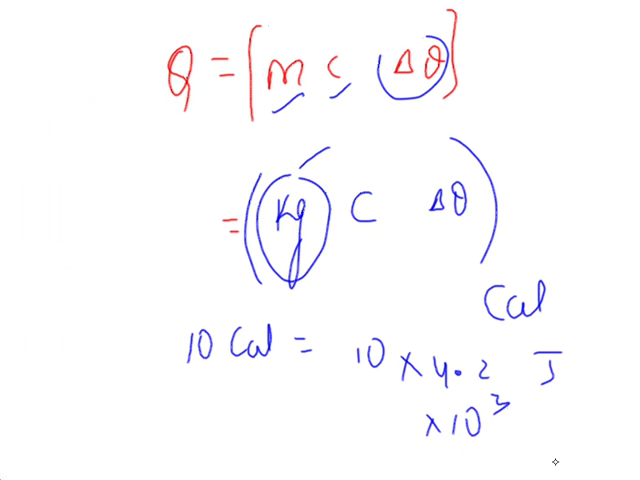 Q = [m c Δθ]
= (Kg C Δθ)
Cal
10 Cal = 10 × 4.2 J
× 10³